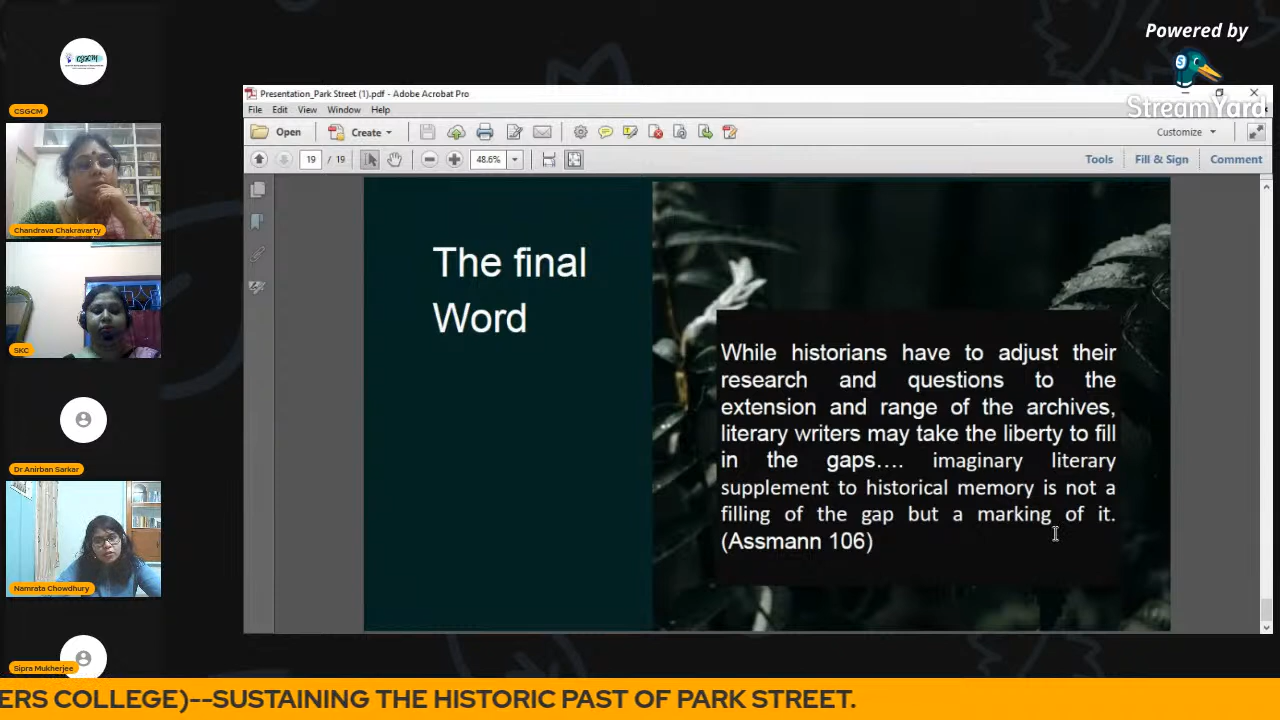 Powered by
StreamYard
CSGCM
CSGCM
Chandrava Chakravarty
SKC
Dr Anirban Sarkar
Namrata Chowdhury
Sipra Mukherjee
Presentation_Park Street (1).pdf - Adobe Acrobat Pro
File Edit View Window Help
Open Create Customize
19 / 19 48.6% Tools Fill & Sign Comment
The final
Word
While historians have to adjust their
research and questions to the
extension and range of the archives,
literary writers may take the liberty to fill
in the gaps…. imaginary literary
supplement to historical memory is not a
filling of the gap but a marking of it.
(Assmann 106)
ERS COLLEGE)--SUSTAINING THE HISTORIC PAST OF PARK STREET.